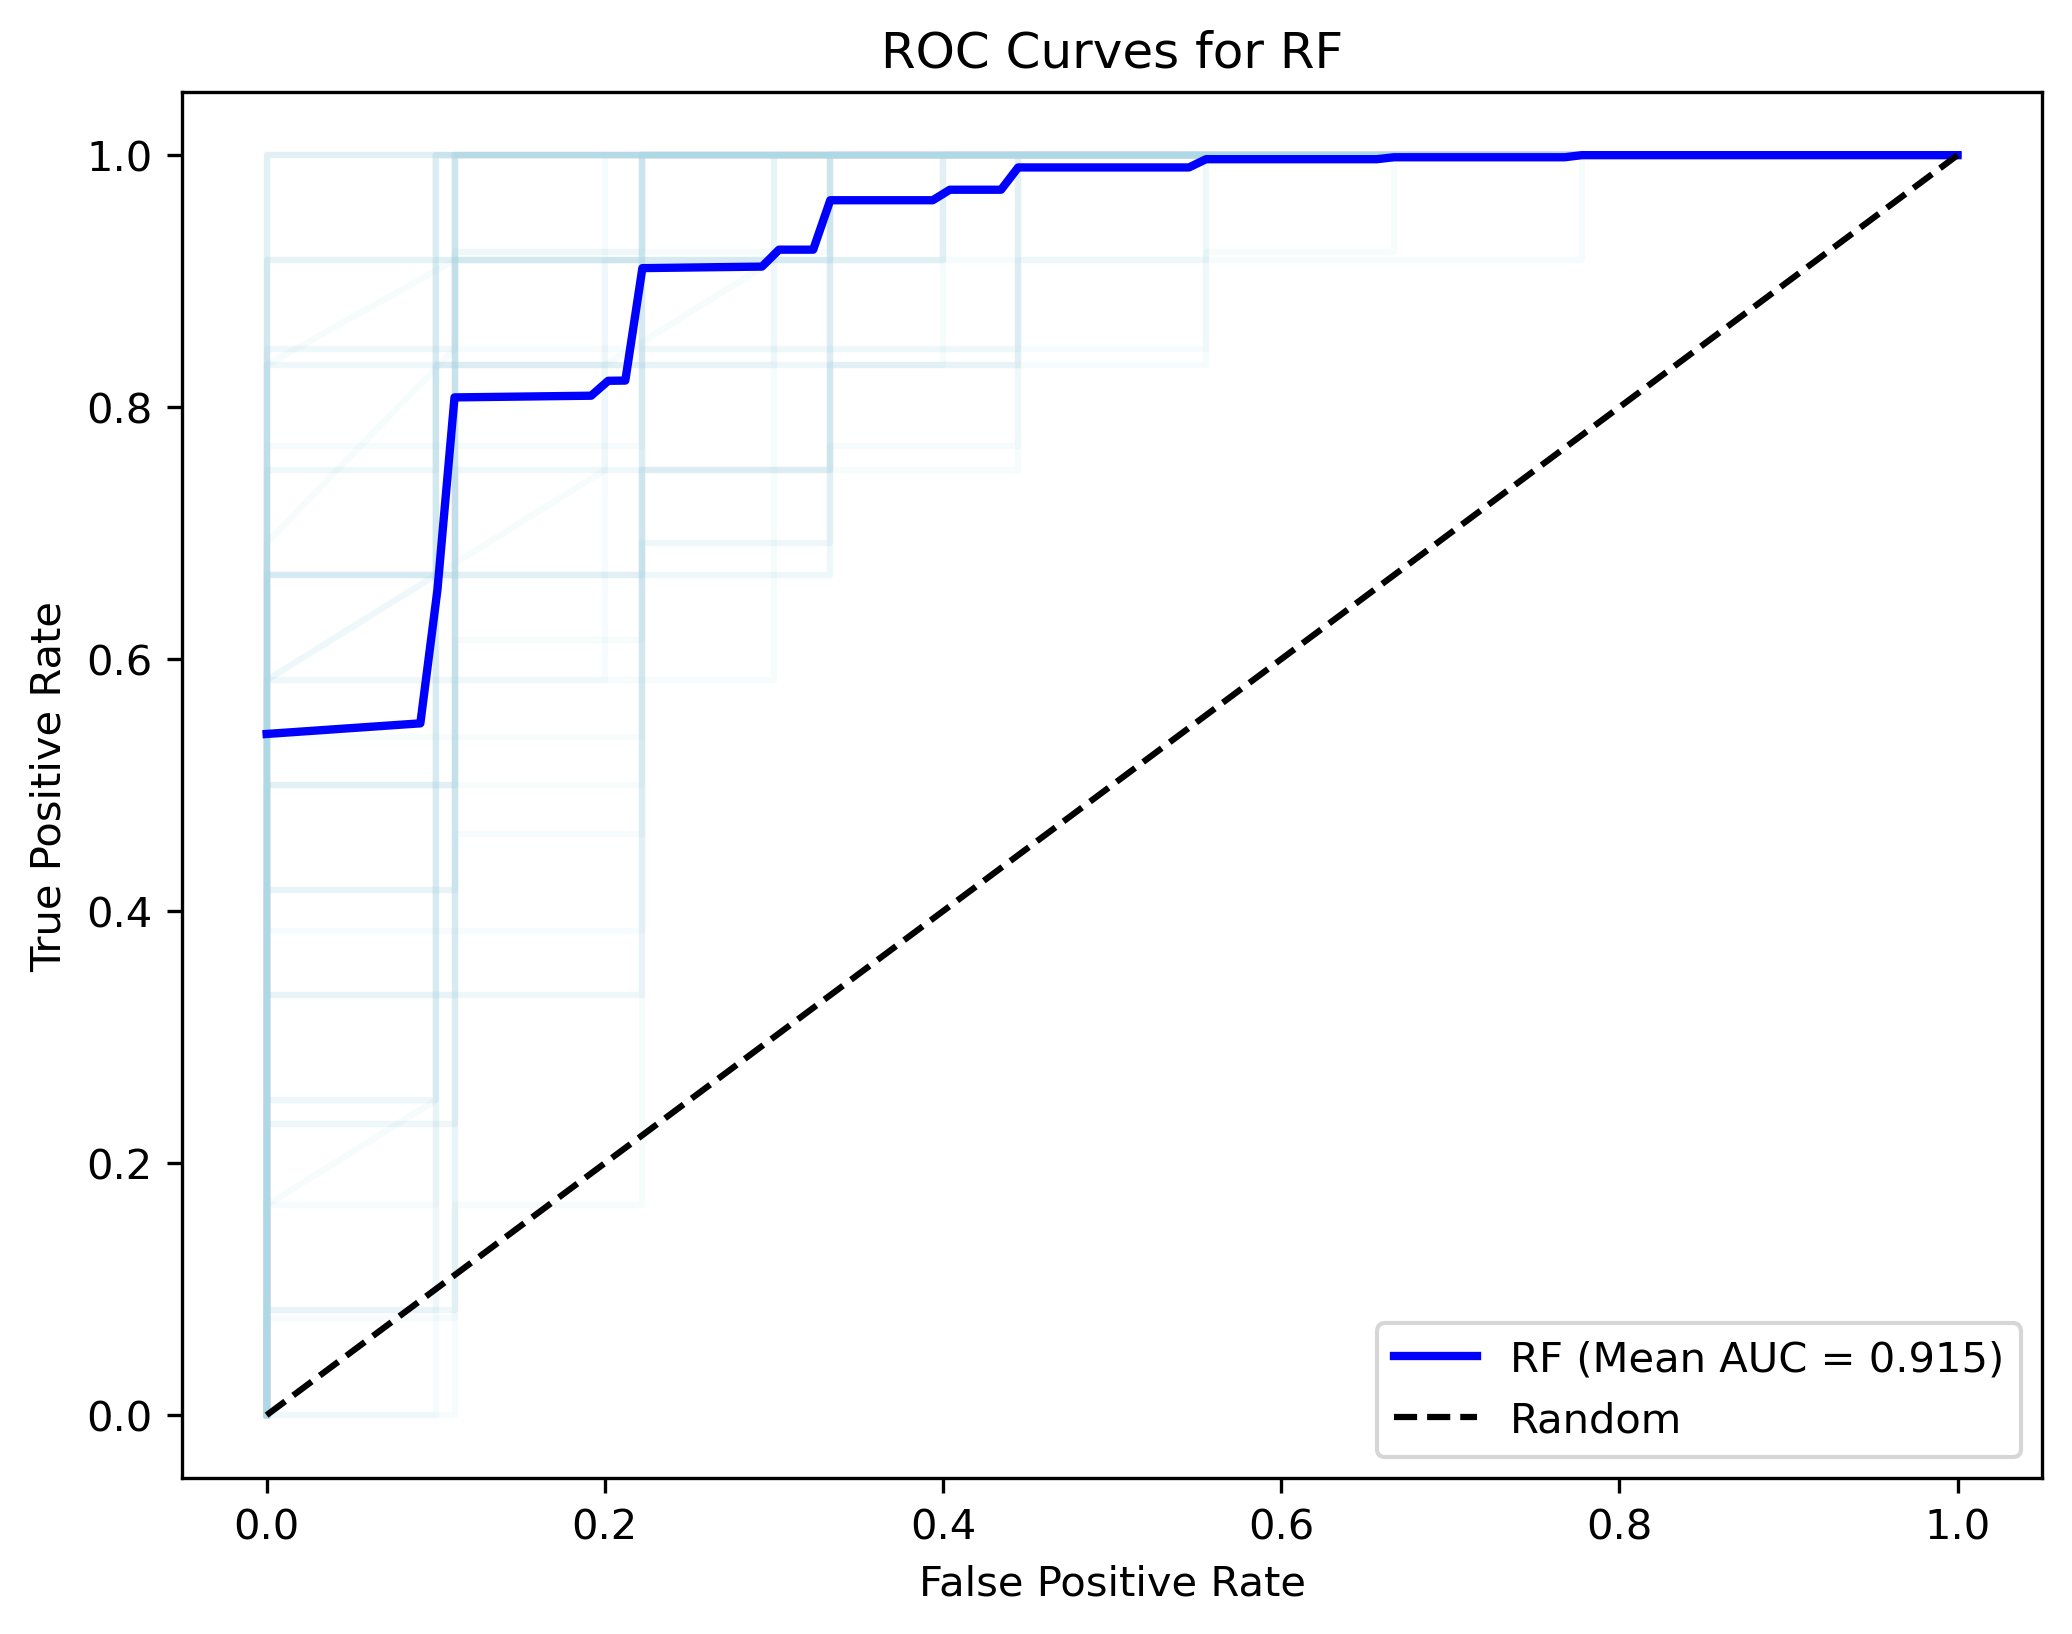 ROC Curves for RF
True Positive Rate
1.0
0.8
0.6
0.4
0.2
0.0
0.0 0.2 0.4 0.6 0.8 1.0
False Positive Rate
RF (Mean AUC = 0.915)
Random